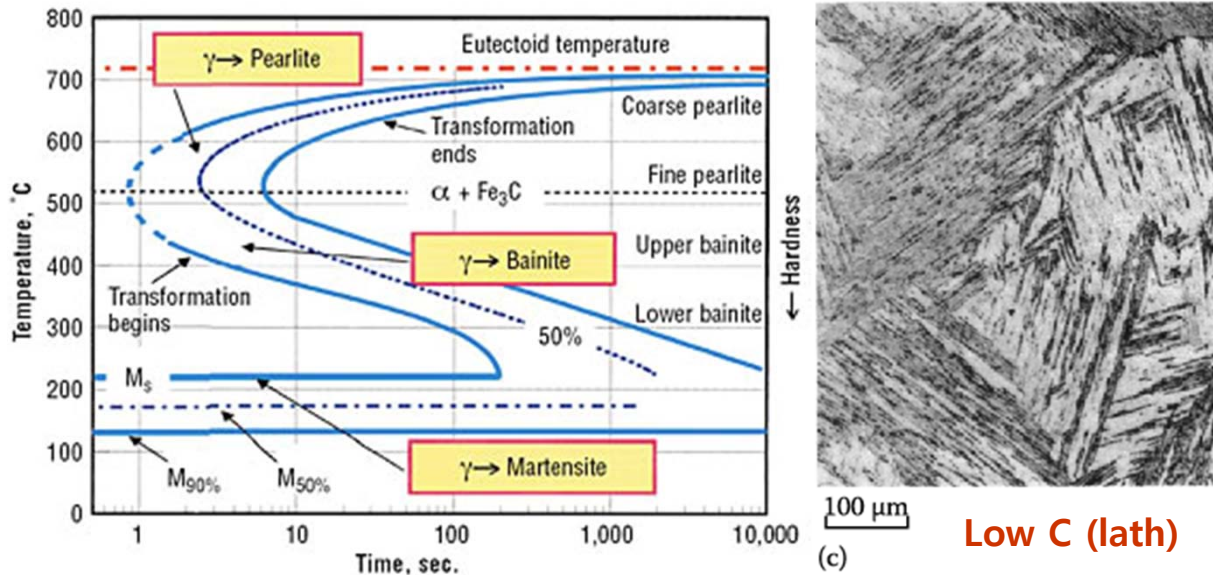 800
700
600
500
400
300
200
100
0
Temperature, °C
γ→ Pearlite
Eutectoid temperature
Coarse pearlite
Transformation
ends
Fine pearlite
α + Fe₃C
Upper bainite
γ→ Bainite
Transformation
begins
Lower bainite
50%
Mₛ
γ→ Martensite
M₉₀%
M₅₀%
1
10
100
1,000
10,000
Time, sec.
← Hardness
100 μm
(c)
Low C (lath)